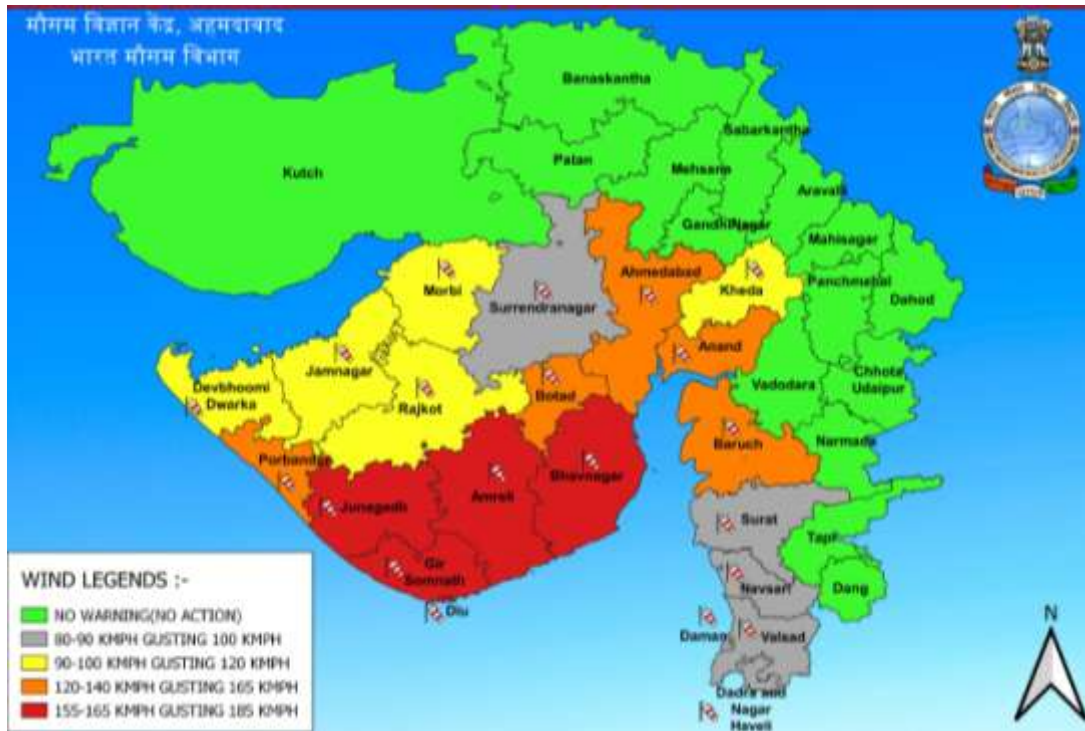 मौसम विज्ञान केंद्र, अहमदाबाद
भारत मौसम विभाग
Banaskantha
Sabarkantha
Patan
Mehsana
Kutch
Aravalli
GandhiNagar
Mahisagar
Ahmedabad
Morbi
Kheda
Panchmahal
Dahod
Surrendranagar
Anand
Jamnagar
Devbhoomi
Dwarka
Rajkot
Botad
Vadodara
Chhota
Udaipur
Baruch
Narmada
Porbandar
Junagadh
Amreli
Bhavnagar
Surat
Tapi
Gir
Somnath
Navsari
Dang
Diu
Daman
Valsad
Dadra and
Nagar
Haveli
N
WIND LEGENDS :-
NO WARNING(NO ACTION)
80-90 KMPH GUSTING 100 KMPH
90-100 KMPH GUSTING 120 KMPH
120-140 KMPH GUSTING 165 KMPH
155-165 KMPH GUSTING 185 KMPH